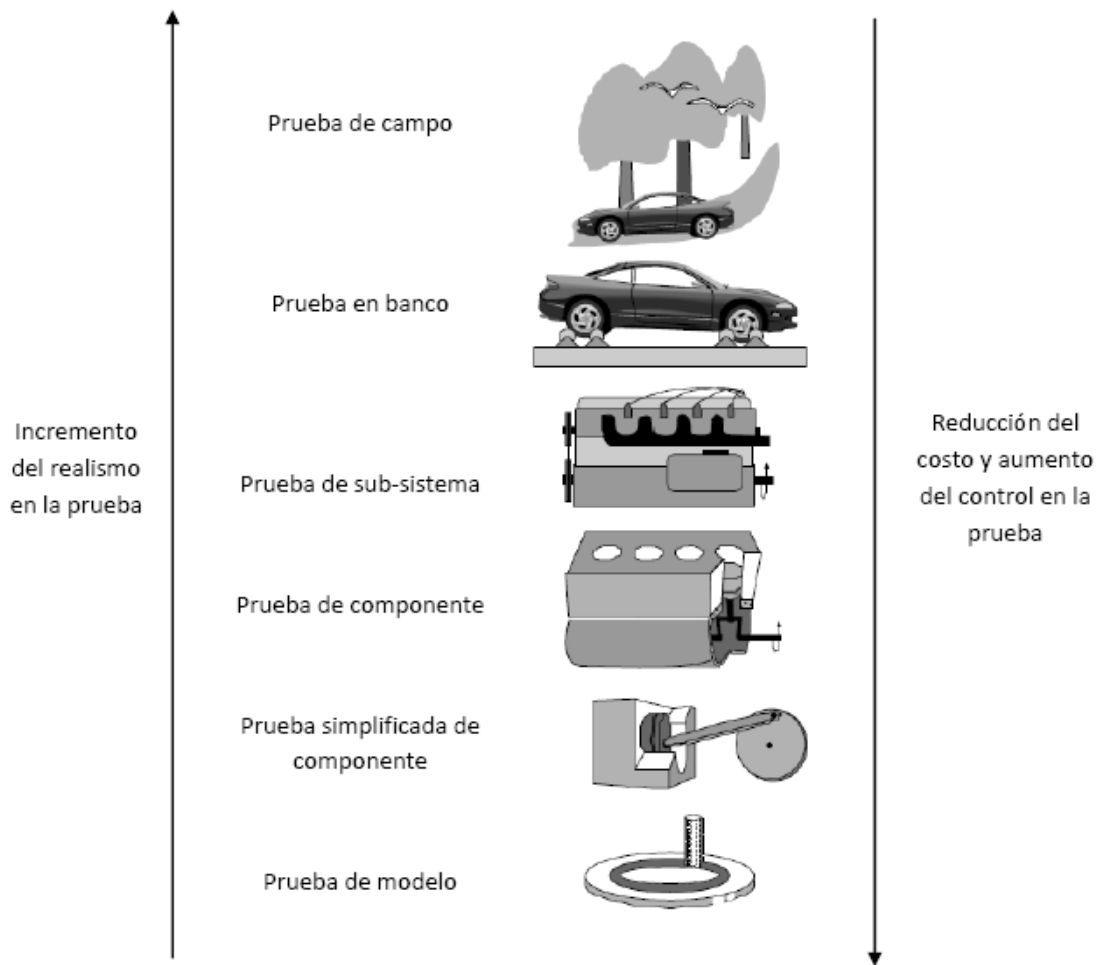 Prueba de campo
Prueba en banco
Incremento
del realismo
en la prueba
Reducción del
costo y aumento
del control en la
prueba
Prueba de sub-sistema
Prueba de componente
Prueba simplificada de
componente
Prueba de modelo